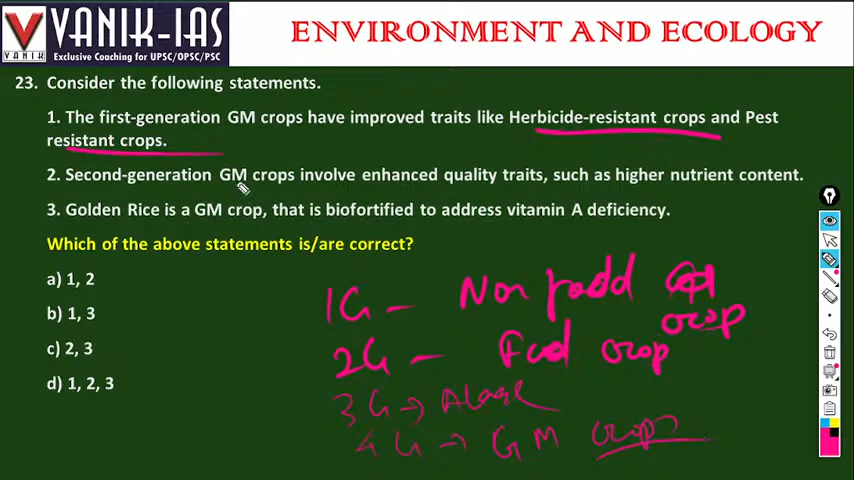 VANIK-IAS
VANIK
Exclusive Coaching for UPSC/OPSC/PSC
ENVIRONMENT AND ECOLOGY
23. Consider the following statements.
1. The first-generation GM crops have improved traits like Herbicide-resistant crops and Pest
resistant crops.
2. Second-generation GM crops involve enhanced quality traits, such as higher nutrient content.
3. Golden Rice is a GM crop, that is biofortified to address vitamin A deficiency.
Which of the above statements is/are correct?
a) 1, 2
b) 1, 3
c) 2, 3
d) 1, 2, 3
1G - Non
crop
2G - Food crop
3G → Algae
4G → GM crops